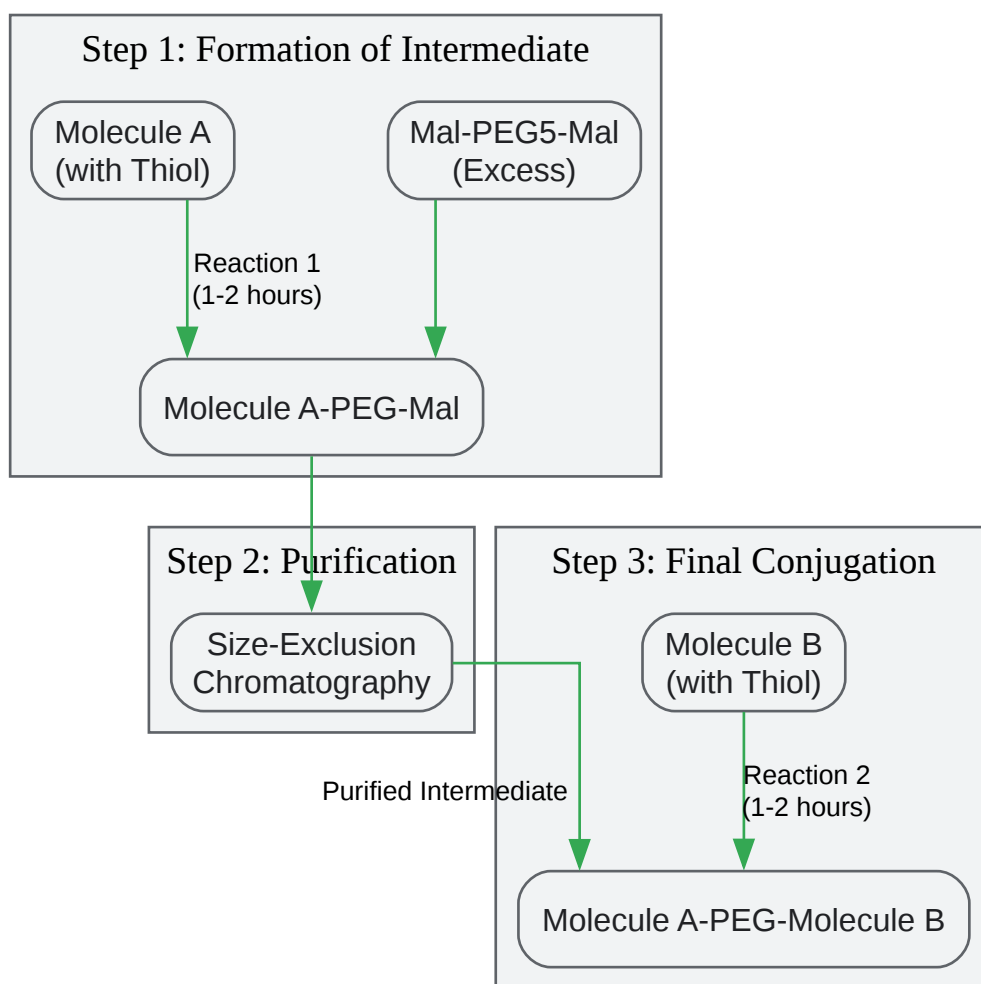 Step 1: Formation of Intermediate
Molecule A
(with Thiol)
Mal-PEG5-Mal
(Excess)
Reaction 1
(1-2 hours)
Molecule A-PEG-Mal
Step 2: Purification
Size-Exclusion
Chromatography
Purified Intermediate
Step 3: Final Conjugation
Molecule B
(with Thiol)
Reaction 2
(1-2 hours)
Molecule A-PEG-Molecule B